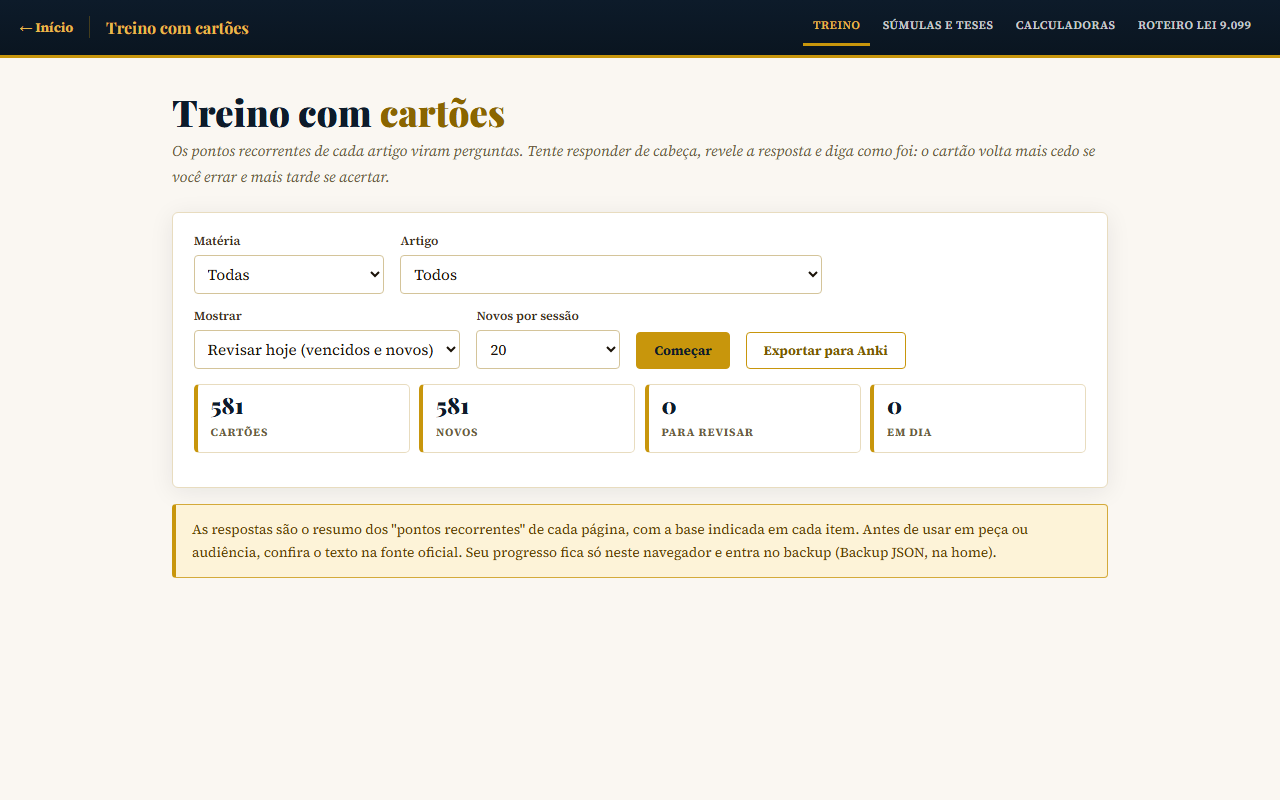 ←Início
Treino com cartões
TREINO
SÚMULAS E TESES
CALCULADORAS
ROTEIRO LEI 9.099
Treino com cartões
Os pontos recorrentes de cada artigo viram perguntas. Tente responder de cabeça, revele a resposta e diga como foi: o cartão volta mais cedo se
você errar e mais tarde se acertar.
Matéria
Artigo
Todas
Todos
Mostrar
Novos por sessão
Revisar hoje (vencidos e novos)
20
Começar
Exportar para Anki
581
CARTÕES
581
NOVOS
0
PARA REVISAR
0
EM DIA
As respostas são o resumo dos "pontos recorrentes" de cada página, com a base indicada em cada item. Antes de usar em peça ou
audiência, confira o texto na fonte oficial. Seu progresso fica só neste navegador e entra no backup (Backup JSON, na home).